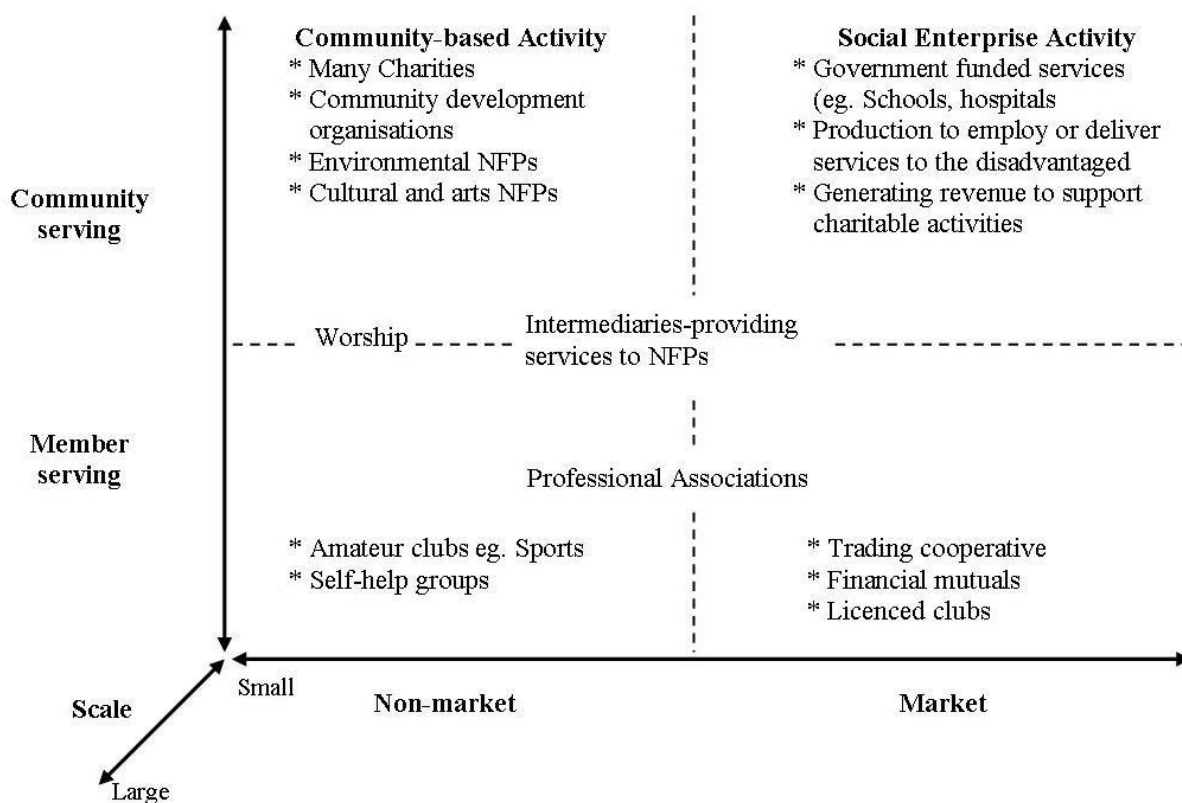 Community-based Activity
* Many Charities
* Community development
organisations
* Environmental NFPs
* Cultural and arts NFPs
Social Enterprise Activity
* Government funded services
(eg. Schools, hospitals
* Production to employ or deliver
services to the disadvantaged
* Generating revenue to support
charitable activities
Community
serving
Worship
Intermediaries-providing
services to NFPs
Member
serving
Professional Associations
* Amateur clubs eg. Sports
* Self-help groups
* Trading cooperative
* Financial mutuals
* Licenced clubs
Small
Scale
Non-market
Market
Large